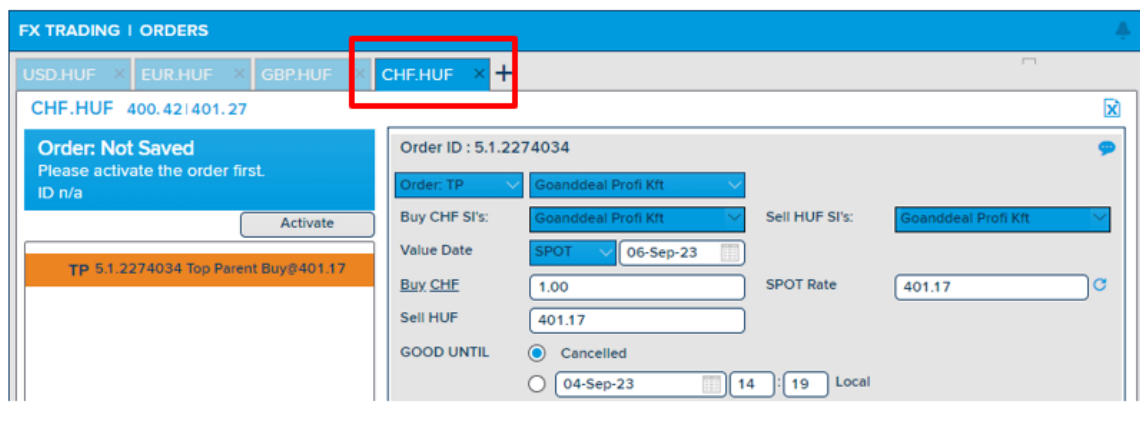 FX TRADING | ORDERS
USD.HUF × EUR.HUF × GBP.HUF × CHF.HUF × +
CHF.HUF 400.42|401.27
Order: Not Saved
Please activate the order first.
ID n/a
Activate
TP 5.1.2274034 Top Parent Buy@401.17
Order ID : 5.1.2274034
Order: TP Goanddeal Profi Kft
Buy CHF SI's: Goanddeal Profi Kft Sell HUF SI's: Goanddeal Profi Kft
Value Date SPOT 06-Sep-23
Buy CHF 1.00 SPOT Rate 401.17
Sell HUF 401.17
GOOD UNTIL Cancelled
04-Sep-23 14 : 19 Local